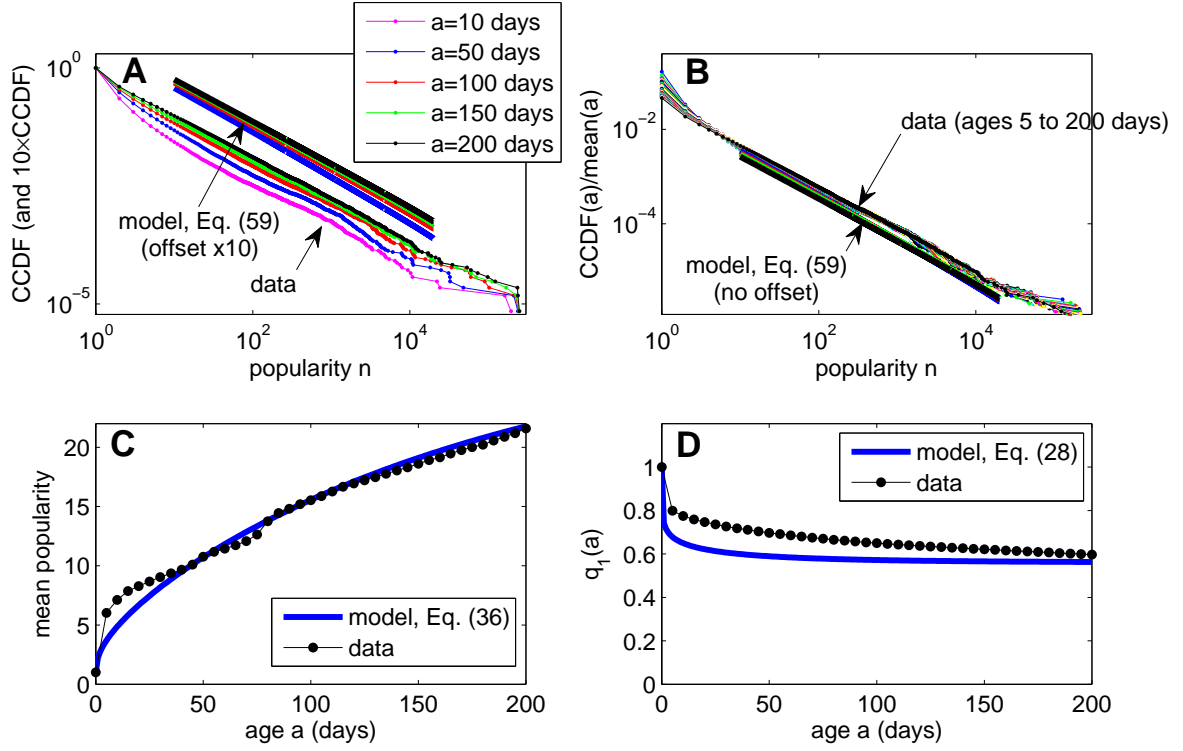 A
CCDF (and 10×CCDF)
10^0
10^-5
10^0
10^2
10^4
popularity n
a=10 days
a=50 days
a=100 days
a=150 days
a=200 days
model, Eq. (59)
(offset x10)
data
B
CCDF(a)/mean(a)
10^-2
10^-4
10^0
10^2
10^4
popularity n
data (ages 5 to 200 days)
model, Eq. (59)
(no offset)
C
mean popularity
20
15
10
5
0
0
50
100
150
200
age a (days)
model, Eq. (36)
data
D
q_1(a)
1
0.8
0.6
0.4
0.2
0
0
50
100
150
200
age a (days)
model, Eq. (28)
data